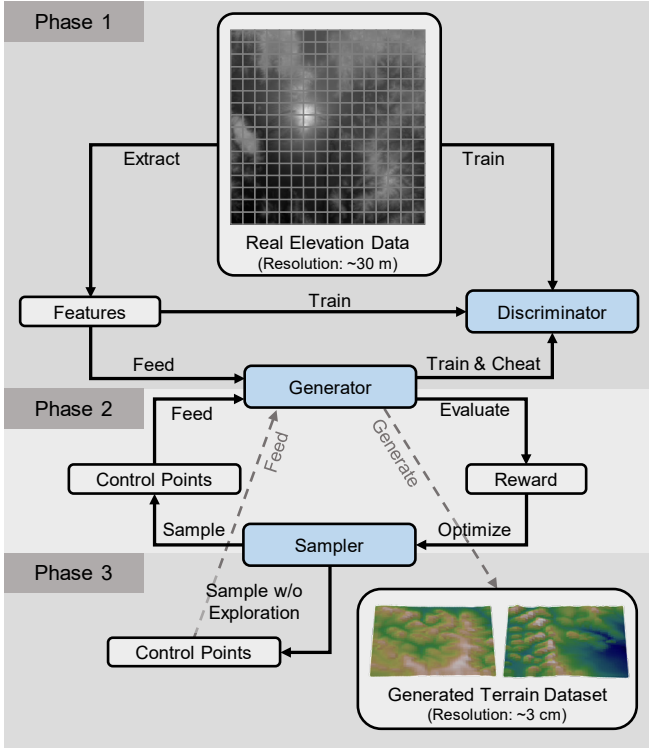 Phase 1
Extract
Train
Real Elevation Data
(Resolution: ~30 m)
Features
Train
Discriminator
Feed
Generator
Train & Cheat
Phase 2
Feed
Feed
Generate
Evaluate
Control Points
Reward
Sample
Sampler
Optimize
Phase 3
Sample w/o
Exploration
Control Points
Generated Terrain Dataset
(Resolution: ~3 cm)